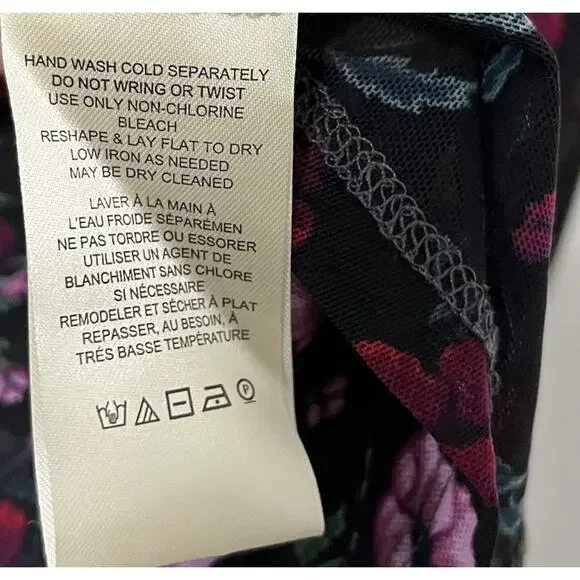 HAND WASH COLD SEPARATELY
DO NOT WRING OR TWIST
USE ONLY NON-CHLORINE
BLEACH
RESHAPE & LAY FLAT TO DRY
LOW IRON AS NEEDED
MAY BE DRY CLEANED
LAVER À LA MAIN À
L'EAU FROIDE SÉPARÉMEN
NE PAS TORDRE OU ESSORER
UTILISER UN AGENT DE
BLANCHIMENT SANS CHLORE
SI NÉCESSAIRE
REMODELER ET SÉCHER À PLAT
REPASSER, AU BESOIN, À
TRÉS BASSE TEMPÉRATURE
P